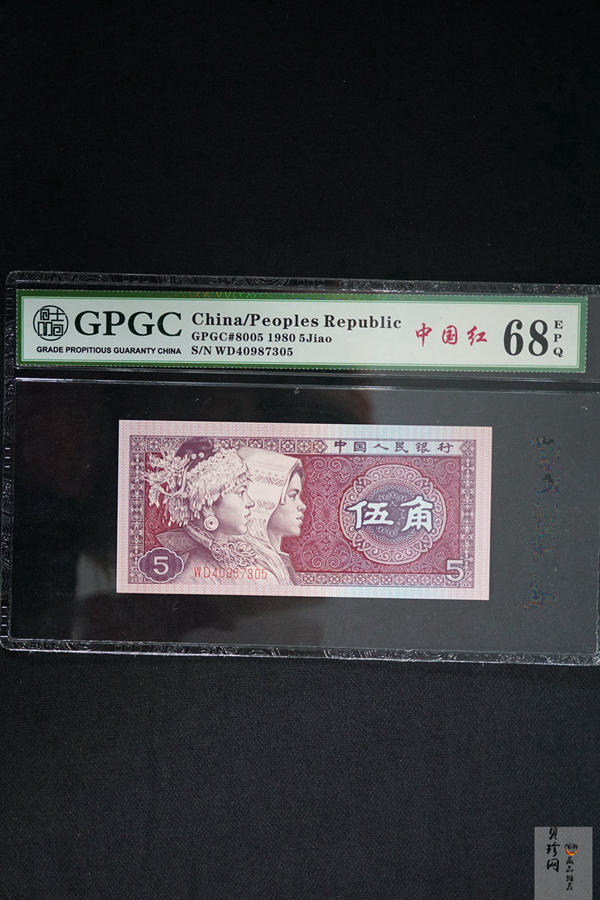 GPGC
GRADE PROPITIOUS GUARANTY CHINA
China/Peoples Republic
GPGC#8005 1980 5Jiao
S/N WD40987305
中国红
68
EPQ
中国人民银行
伍角
5
WD40987305
5
贝珍网